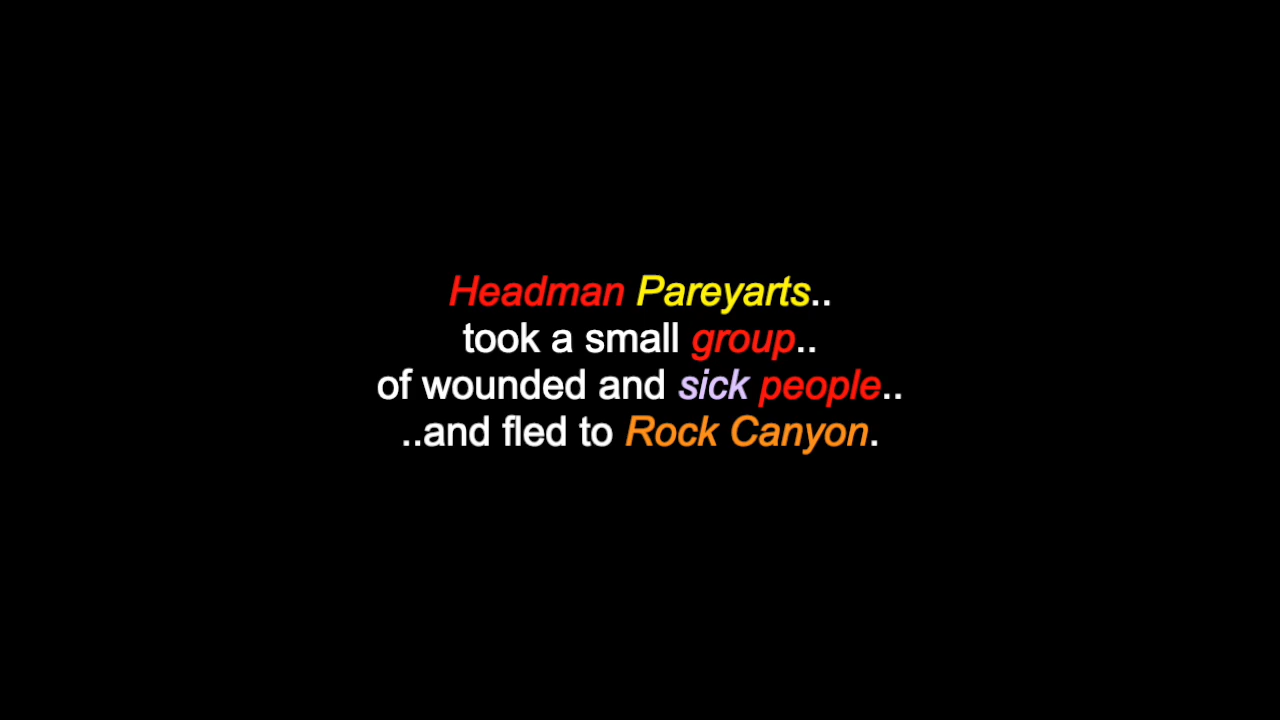 Headman Pareyarts..
took a small group..
of wounded and sick people..
..and fled to Rock Canyon.